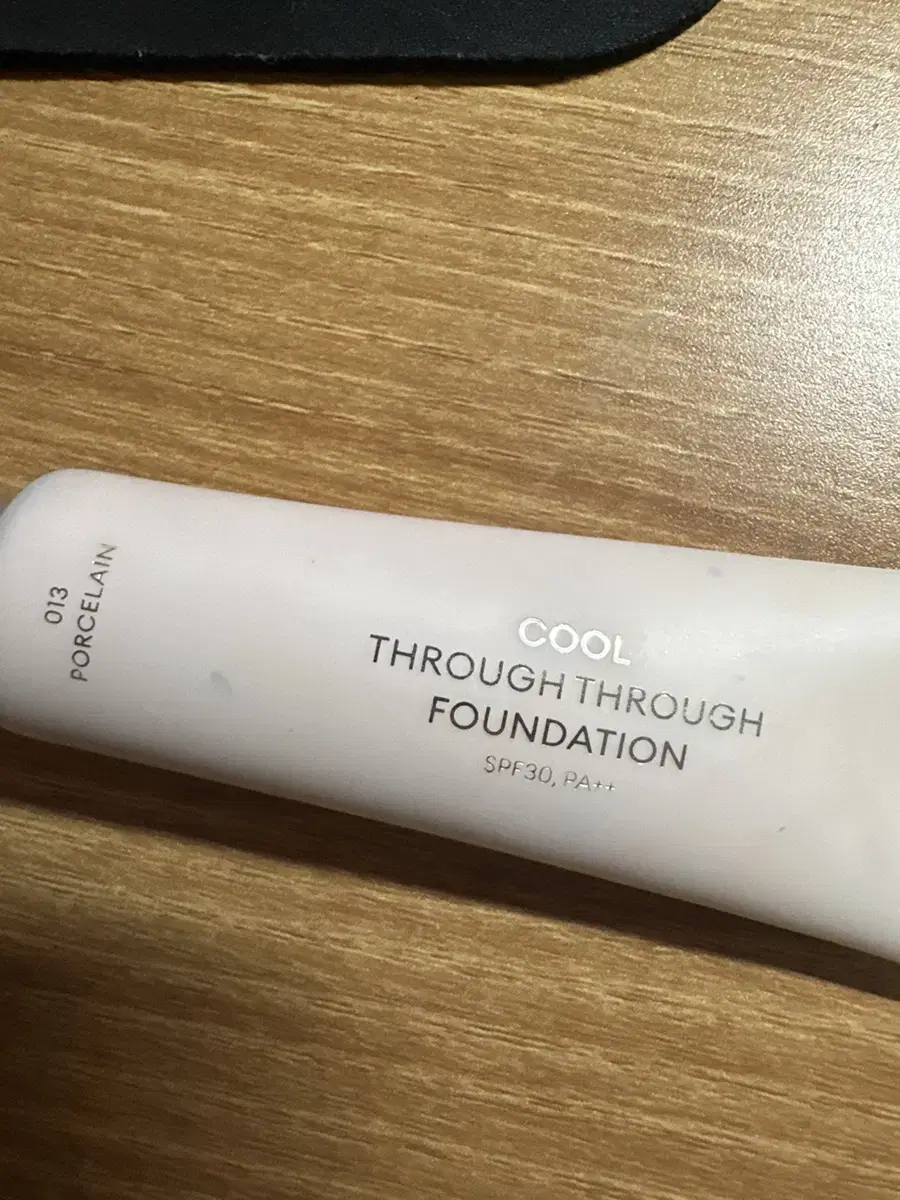 013
PORCELAIN
COOL
THROUGH THROUGH
FOUNDATION
SPF30, PA++